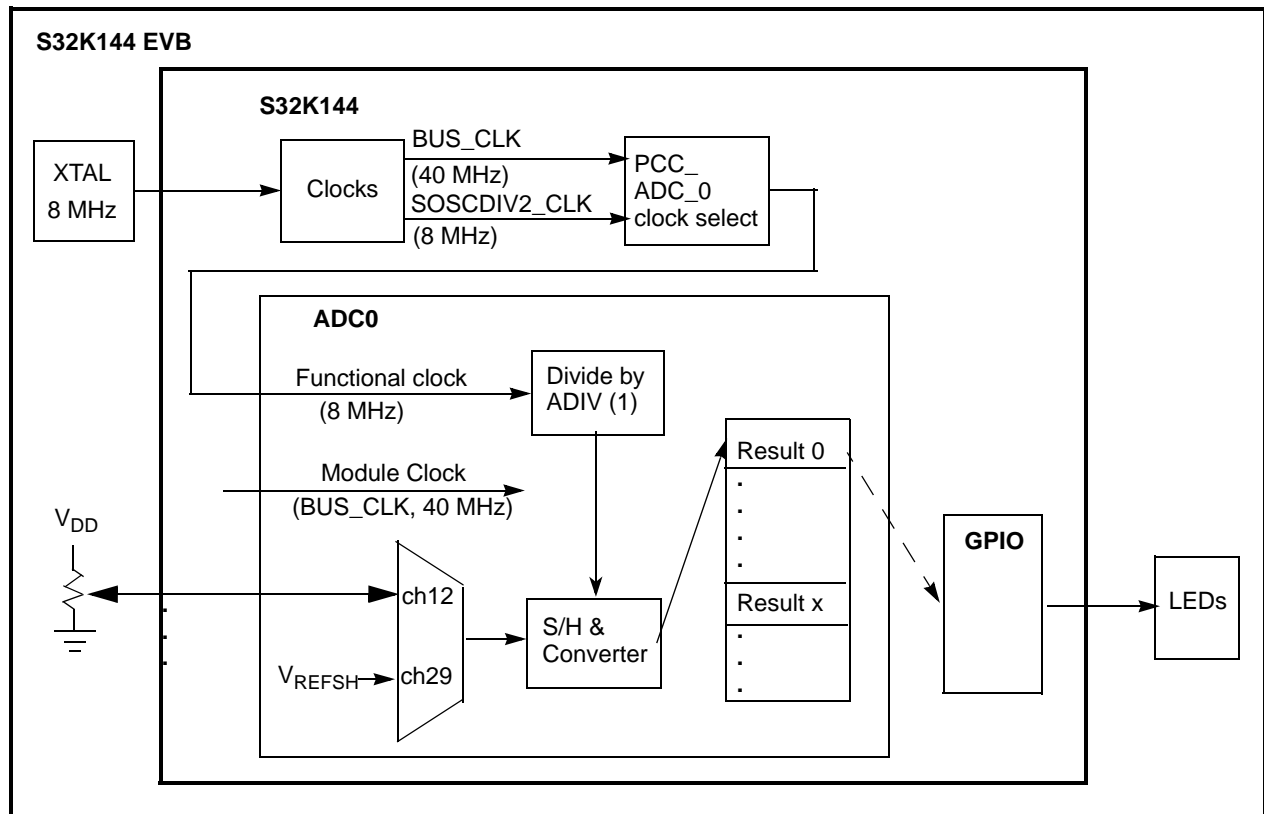 S32K144 EVB
S32K144
XTAL
8 MHz
Clocks
BUS_CLK
(40 MHz)
SOSCDIV2_CLK
(8 MHz)
PCC_
ADC_0
clock select
ADC0
Functional clock
(8 MHz)
Divide by
ADIV (1)
Module Clock
(BUS_CLK, 40 MHz)
VDD
ch12
VREFSH
ch29
S/H &
Converter
Result 0
Result x
GPIO
LEDs